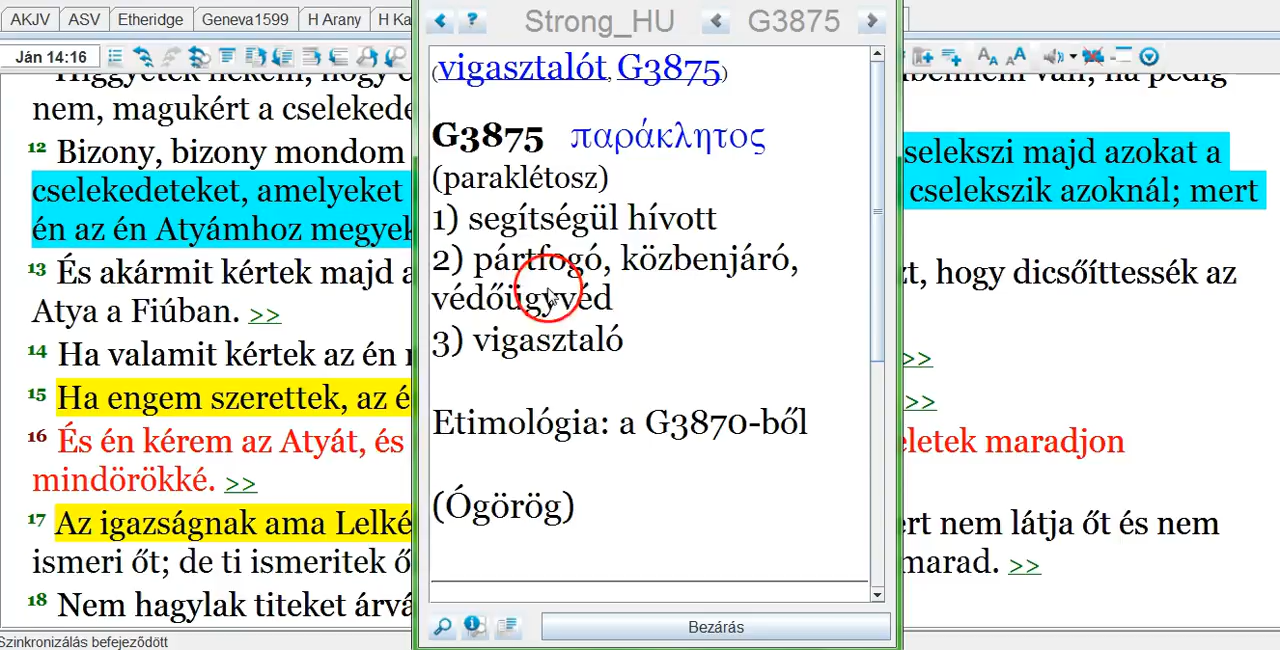 AKJV ASV Etheridge Geneva1599 H Arany H Ka
Ján 14:16
Strong_HU G3875
(vigasztalót, G3875)
G3875 παράκλητος
(paraklétosz)
1) segítségül hívott
2) pártfogó, közbenjáró,
védőügyvéd
3) vigasztaló
Etimológia: a G3870-ből
(Ógörög)
Bezárás
nem, magukért a cselekede
12 Bizony, bizony mondom selekszi majd azokat a
cselekedeteket, amelyeket cselekszik azoknál; mert
én az én Atyámhoz megyek
13 És akármit kértek majd a zt, hogy dicsőíttessék az
Atya a Fiúban. >>
14 Ha valamit kértek az én >>
15 Ha engem szerettek, az é >>
16 És én kérem az Atyát, és eletek maradjon
mindörökké. >>
17 Az igazságnak ama Lelké ert nem látja őt és nem
ismeri őt; de ti ismeritek ő marad. >>
18 Nem hagylak titeket árvá
Szinkronizálás befejeződött